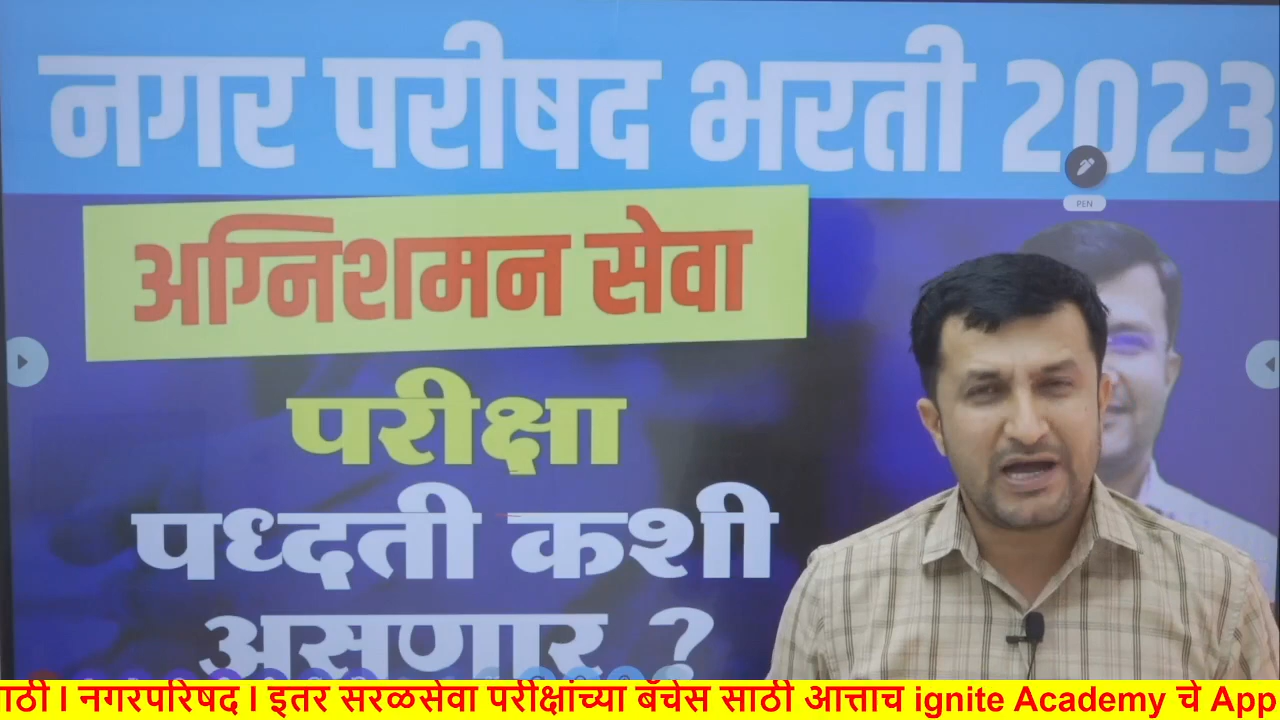 नगर परीषद भरती 2023
PEN
अग्निशमन सेवा
परीक्षा
पध्दती कशी
असणार ?
ाठी । नगरपरिषद । इतर सरळसेवा परीक्षांच्या बॅचेस साठी आत्ताच ignite Academy चे App